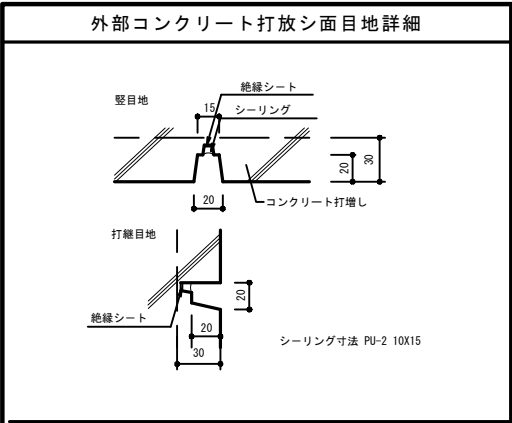 外部コンクリート打放シ面目地詳細
絶縁シート
竪目地
15
シーリング
20
30
20
コンクリート打増し
打継目地
20
絶縁シート
20
シーリング寸法 PU-2 10X15
30